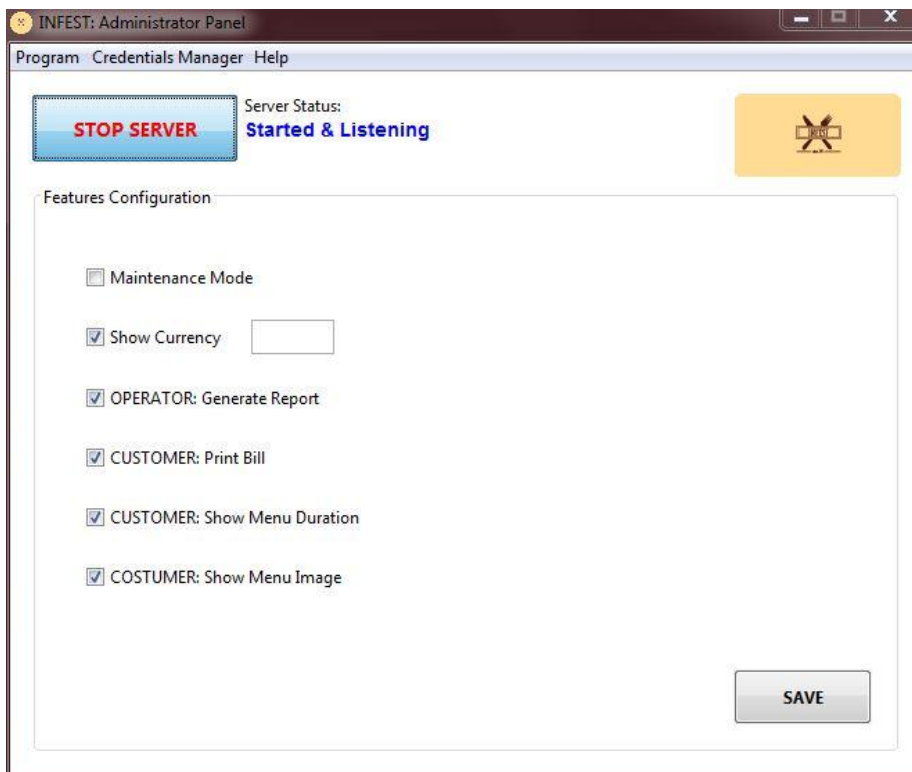 INFEST: Administrator Panel
Program Credentials Manager Help
STOP SERVER
Server Status:
Started & Listening
INFEST
Features Configuration
Maintenance Mode
Show Currency
OPERATOR: Generate Report
CUSTOMER: Print Bill
CUSTOMER: Show Menu Duration
COSTUMER: Show Menu Image
SAVE